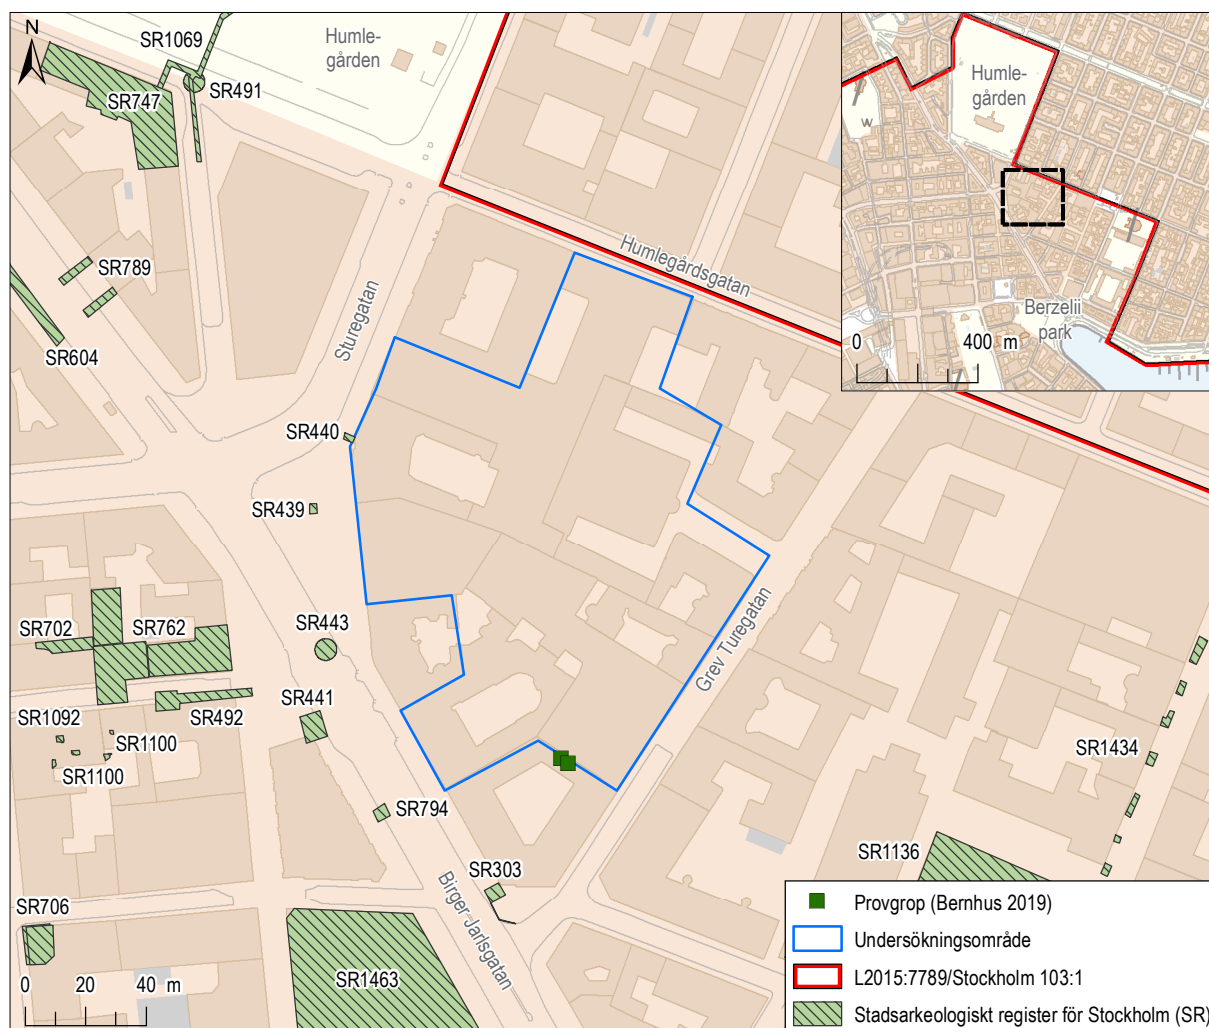 N
SR1069
Humle-
gården
SR491
SR747
SR789
SR604
Sturegatan
Humlegårdsgatan
SR440
SR439
SR443
SR702
SR762
SR441
SR492
SR1092
SR1100
SR1100
SR794
Grev Turegatan
SR1434
SR303
SR1136
SR706
Birger Jarlsgatan
SR1463
0 20 40 m
Humle-
gården
Berzelii
park
0 400 m
Provgrop (Bernhus 2019)
Undersökningsområde
L2015:7789/Stockholm 103:1
Stadsarkeologiskt register för Stockholm (SR)